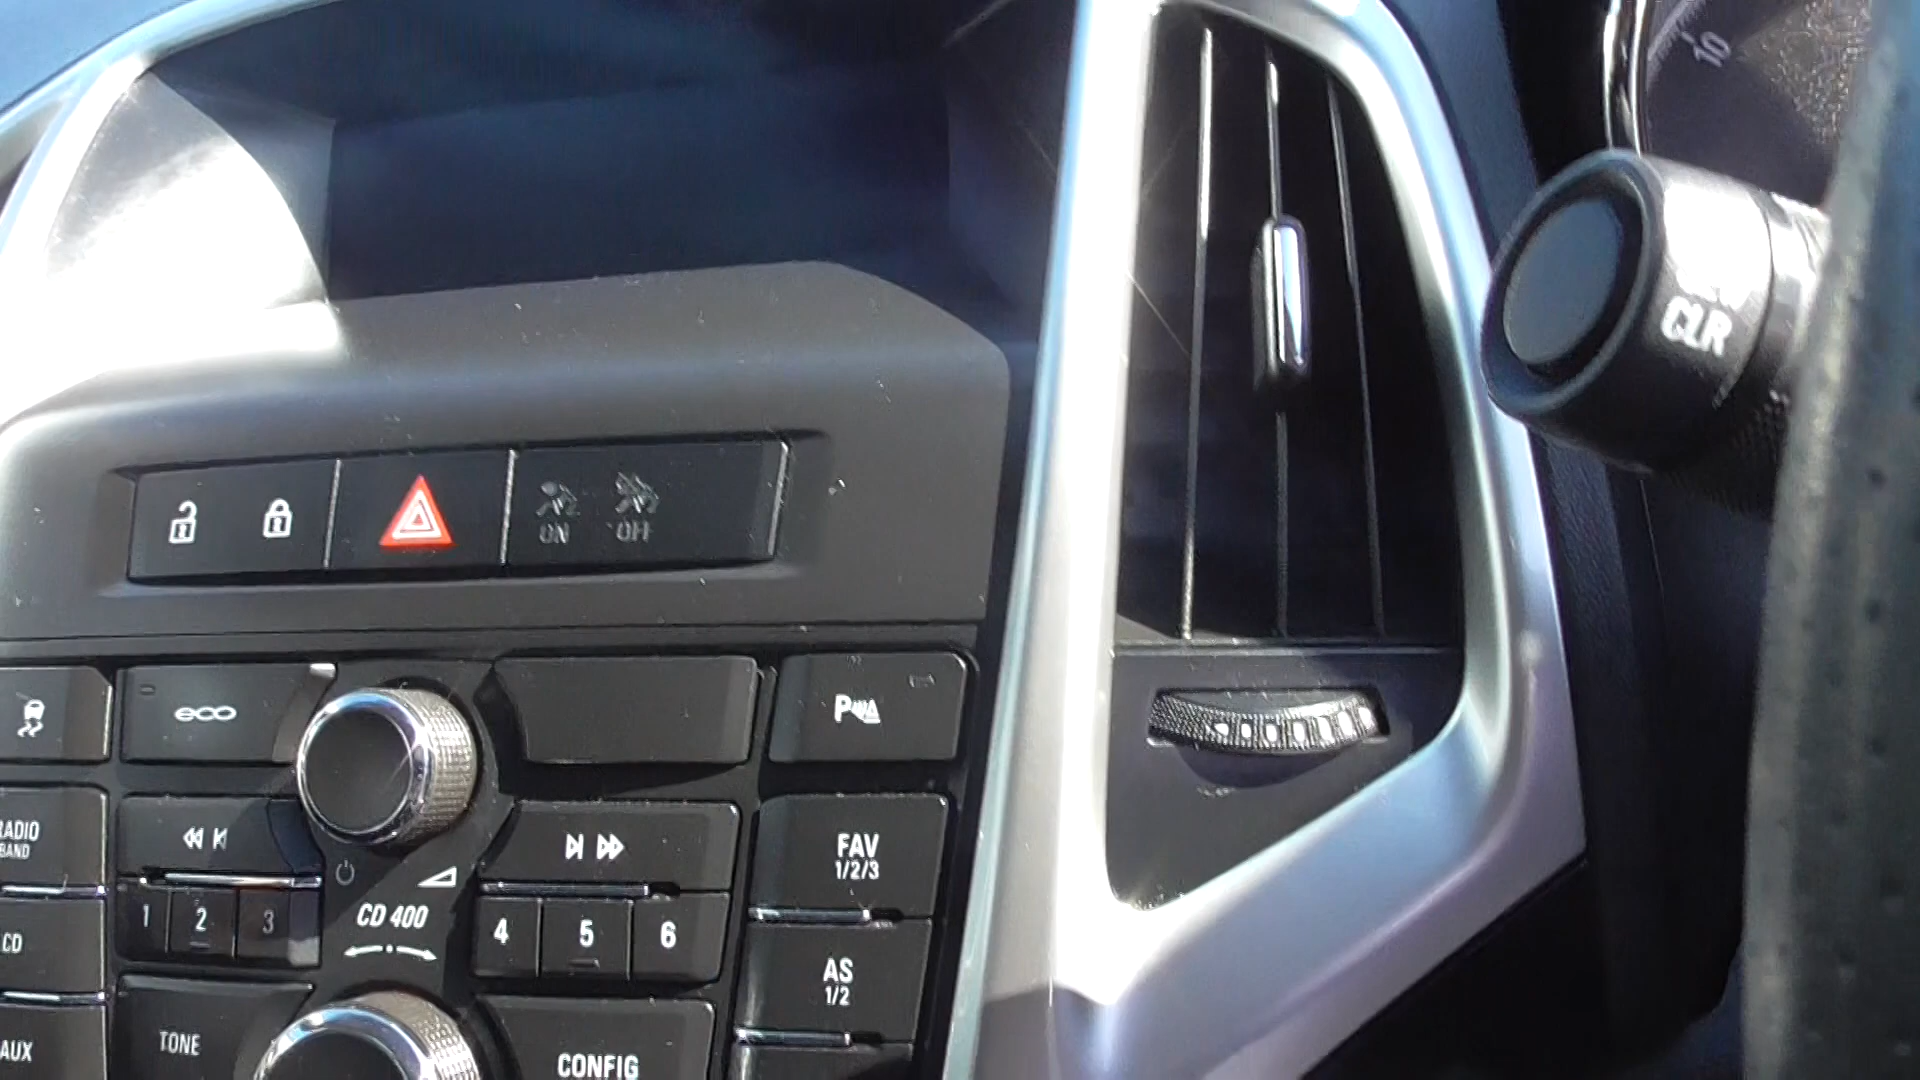 10
CLR
ON OFF
eco
P
RADIO
BAND
FAV
1/2/3
1 2 3
CD 400
4 5 6
CD
AS
1/2
AUX
TONE
CONFIG